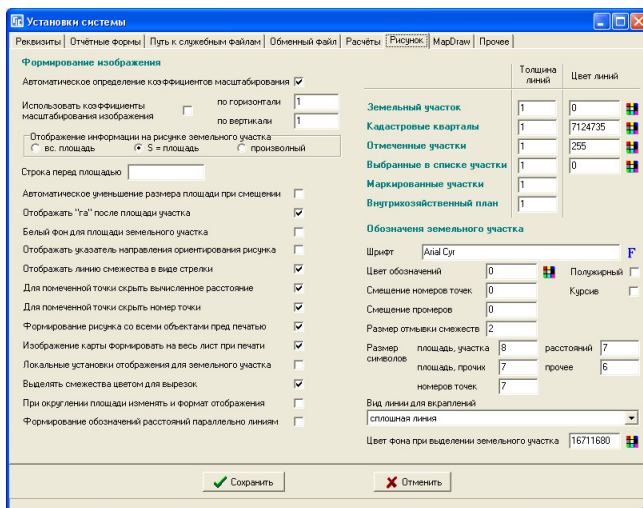 Установки системы
Реквизиты Отчётные формы Путь к служебным файлам Обменный файл Расчёты Рисунок MapDraw Прочее
Формирование изображения
Автоматическое определение коэффициентов масштабирования
Использовать коэффициенты масштабирования изображения
по горизонтали 1
по вертикали 1
Отображение информации на рисунке земельного участка
вс. площадь S = площадь произволный
Строка перед площадью
Автоматическое уменьшение размера площади при смещении
Отображать "га" после площади участка
Белый фон для площади земельного участка
Отображать указатель направления ориентирования рисунка
Отображать линию смежества в виде стрелки
Для помеченной точки скрыть вычисленное расстояние
Для помеченной точки скрыть номер точки
Формирование рисунка со всеми объектами пред печатью
Изображение карты формировать на весь лист при печати
Локальные установки отображения для земельного участка
Выделять смежества цветом для вырезок
При округлении площади изменять и формат отображения
Формирование обозначений расстояний параллельно линиям
Толщина линий Цвет линий
Земельный участок 1 0
Кадастровые кварталы 1 7124735
Отмеченные участки 1 255
Выбранные в списке участки 1 0
Маркированные участки 1
Внутрихозяйственный план 1
Обозначеня земельного участка
Шрифт Arial Cyr F
Цвет обозначений 0 Полужирный
Смещение номеров точек 0 Курсив
Смещение промеров 0
Размер отмывки смежеств 2
Размер символов
площадь, участка 8 расстояний 7
площадь, прочих 7 прочее 6
номеров точек 7
Вид линии для вкраплений
сплошная линия
Цвет фона при выделении земельного участка 16711680
Сохранить Отменить